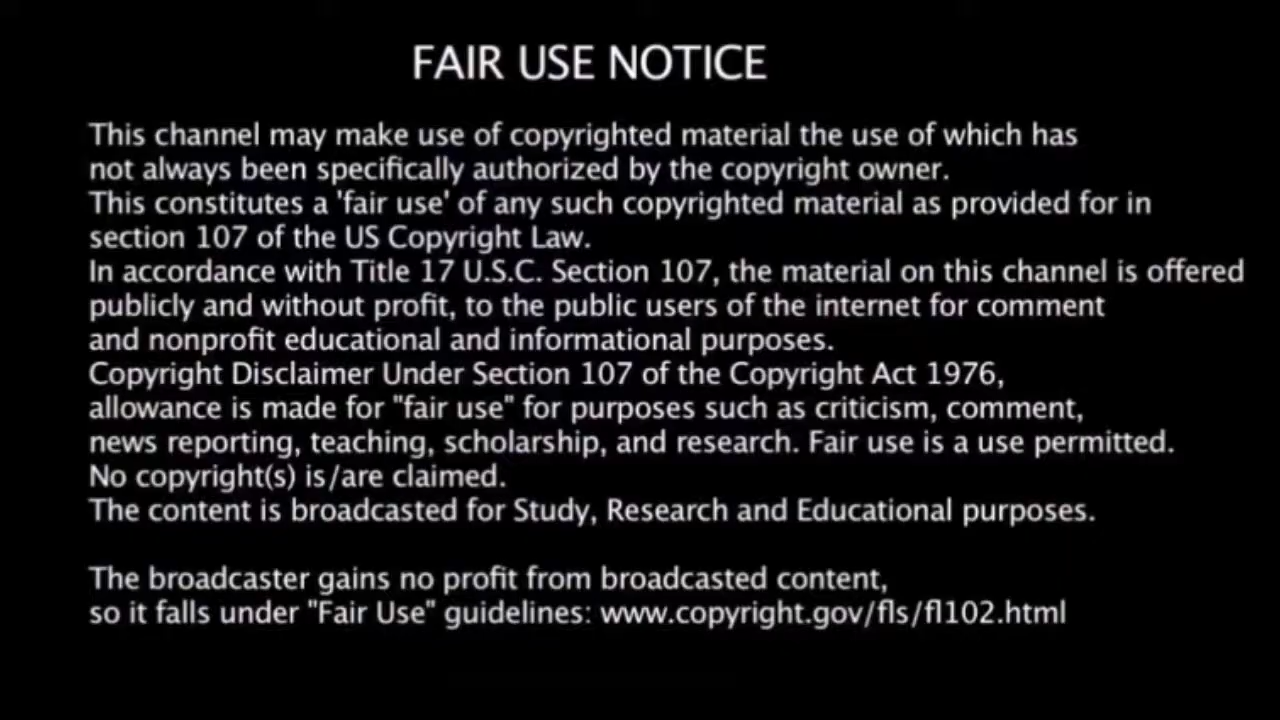 FAIR USE NOTICE
This channel may make use of copyrighted material the use of which has
not always been specifically authorized by the copyright owner.
This constitutes a 'fair use' of any such copyrighted material as provided for in
section 107 of the US Copyright Law.
In accordance with Title 17 U.S.C. Section 107, the material on this channel is offered
publicly and without profit, to the public users of the internet for comment
and nonprofit educational and informational purposes.
Copyright Disclaimer Under Section 107 of the Copyright Act 1976,
allowance is made for "fair use" for purposes such as criticism, comment,
news reporting, teaching, scholarship, and research. Fair use is a use permitted.
No copyright(s) is/are claimed.
The content is broadcasted for Study, Research and Educational purposes.
The broadcaster gains no profit from broadcasted content,
so it falls under "Fair Use" guidelines: www.copyright.gov/fls/fl102.html